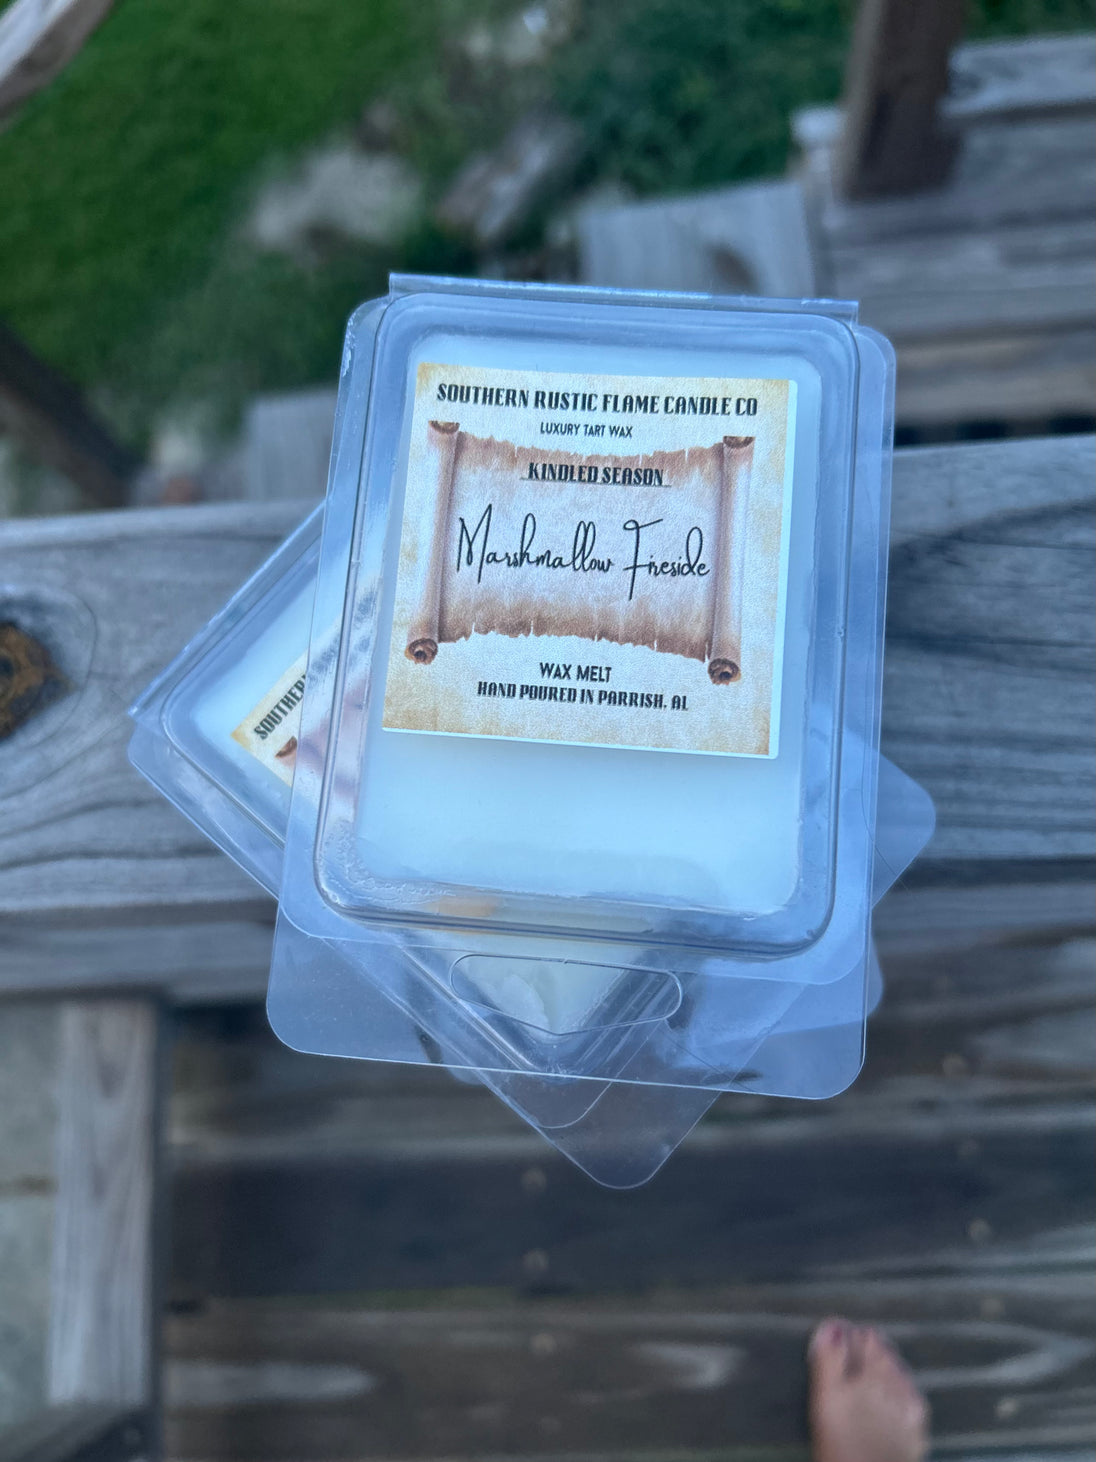 SOUTHERN RUSTIC FLAME CANDLE CO
LUXURY TART WAX
KINDLED SEASON
Marshmallow Fireside
WAX MELT
HAND POURED IN PARRISH, AL
SOUTHER